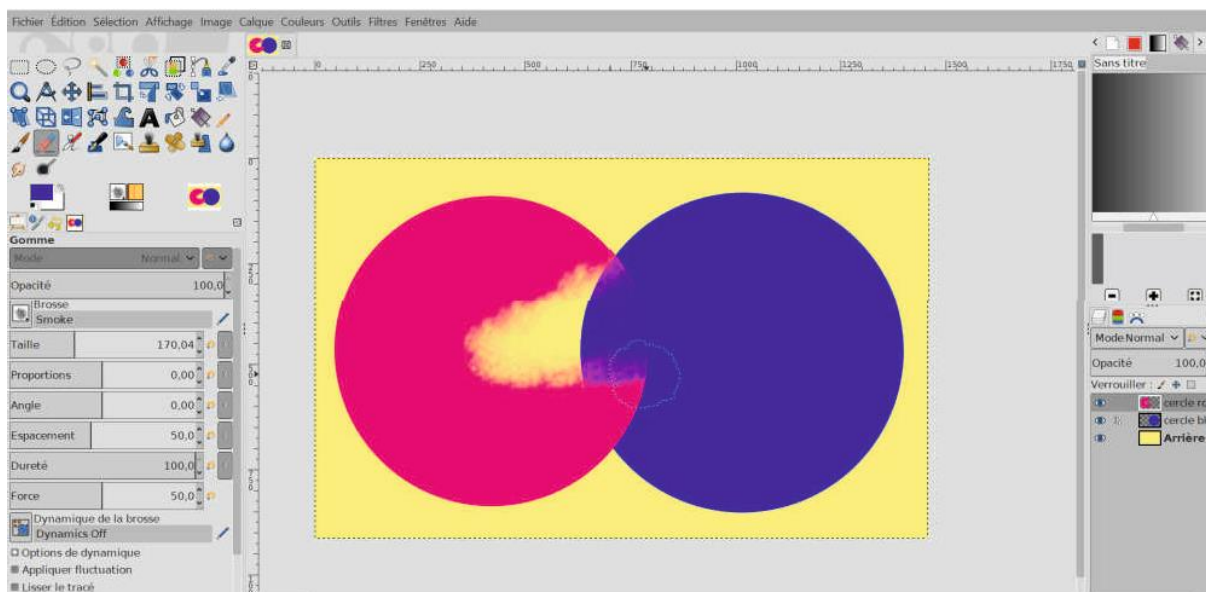 Fichier Édition Sélection Affichage Image Calque Couleurs Outils Filtres Fenêtres Aide
0 250 500 750 1000 1250 1500 1750
Gomme
Mode Normal
Opacité 100,0
Brosse
Smoke
Taille 170,04
Proportions 0,00
Angle 0,00
Espacement 50,0
Dureté 100,0
Force 50,0
Dynamique de la brosse
Dynamics Off
Options de dynamique
Appliquer fluctuation
Lisser le tracé
Sans titre
Mode Normal
Opacité 100,0
Verrouiller :
cercle ro
cercle bl
Arrière